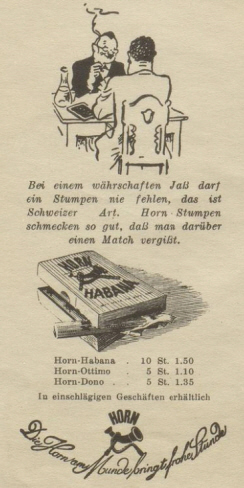 Bei einem währschaften Jaß darf
ein Stumpen nie fehlen, das ist
Schweizer Art. Horn-Stumpen
schmecken so gut, daß man darüber
einen Match vergißt.
HORN
HABANA
Horn-Habana . 10 St. 1.50
Horn-Ottimo . 5 St. 1.10
Horn-Dono . . 5 St. 1.35
In einschlägigen Geschäften erhältlich
HORN
Die Horn am Munde bringt frohe Stunde